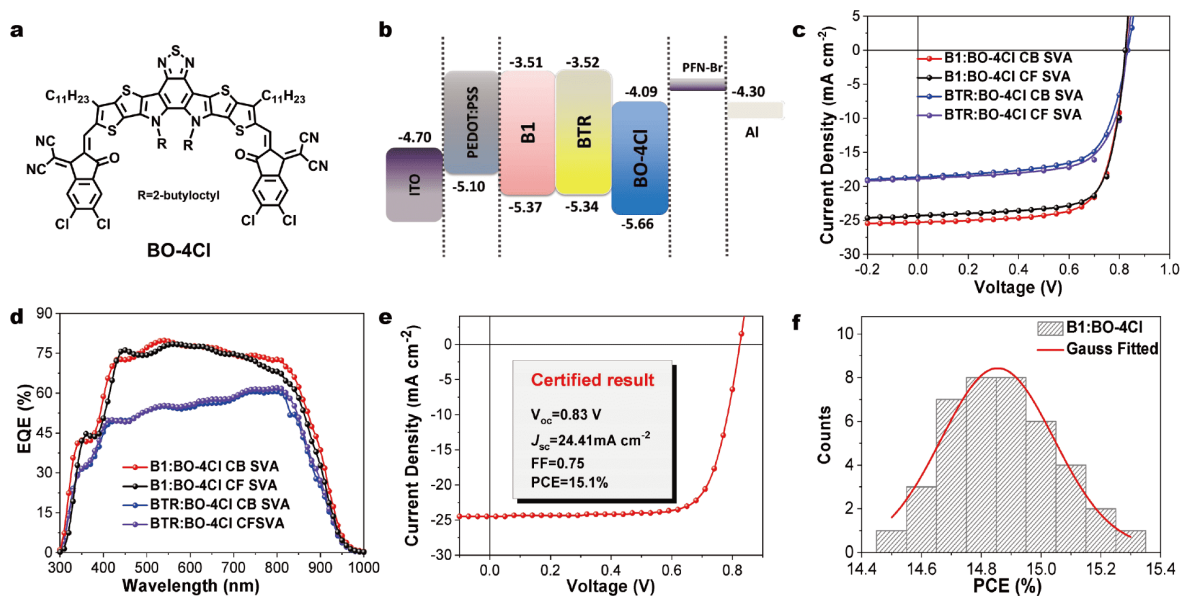 a
S
N N
C11H23 C11H23
S S
S S
N N
R R
CN
NC
O
O
CN
CN
R=2-butyloctyl
Cl Cl
Cl Cl
BO-4Cl
b
-3.51
-3.52
PFN-Br
-4.09
-4.30
-4.70
PEDOT:PSS
B1
BTR
BO-4Cl
Al
ITO
-5.10
-5.37
-5.34
-5.66
c
Current Density (mA cm-2)
5
0
-5
-10
-15
-20
-25
-30
B1:BO-4Cl CB SVA
B1:BO-4Cl CF SVA
BTR:BO-4Cl CB SVA
BTR:BO-4Cl CF SVA
-0.2 0.0 0.2 0.4 0.6 0.8 1.0
Voltage (V)
d
EQE (%)
90
75
60
45
30
15
0
B1:BO-4Cl CB SVA
B1:BO-4Cl CF SVA
BTR:BO-4Cl CB SVA
BTR:BO-4Cl CFSVA
300 400 500 600 700 800 900 1000
Wavelength (nm)
e
Current Density (mA cm-2)
0
-5
-10
-15
-20
-25
-30
Certified result
Voc=0.83 V
Jsc=24.41mA cm-2
FF=0.75
PCE=15.1%
0.0 0.2 0.4 0.6 0.8
Voltage (V)
f
Counts
10
8
6
4
2
0
B1:BO-4Cl
Gauss Fitted
14.4 14.6 14.8 15.0 15.2 15.4
PCE (%)